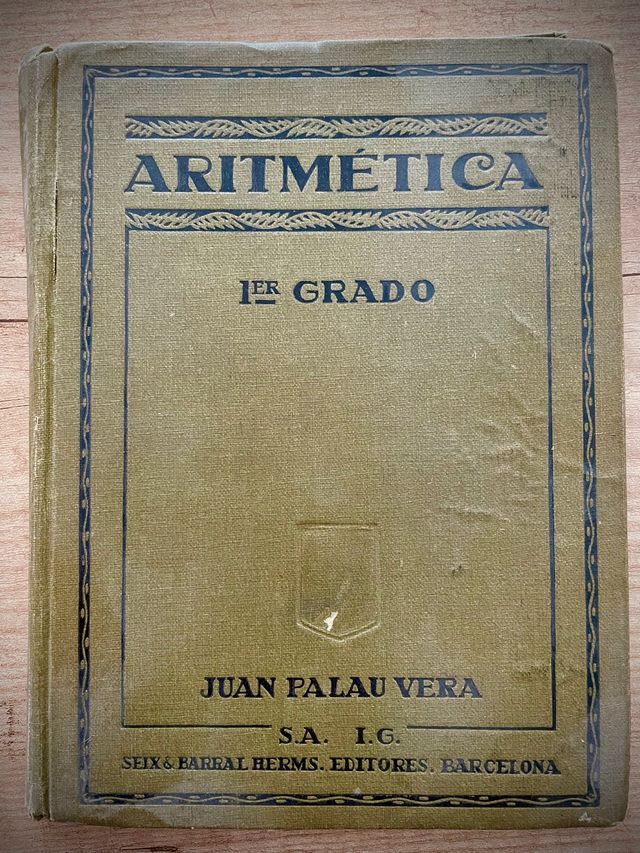 ARITMÉTICA
1ER GRADO
JUAN PALAU VERA
S.A. I.G.
SEIX & BARRAL HERMS. EDITORES. BARCELONA